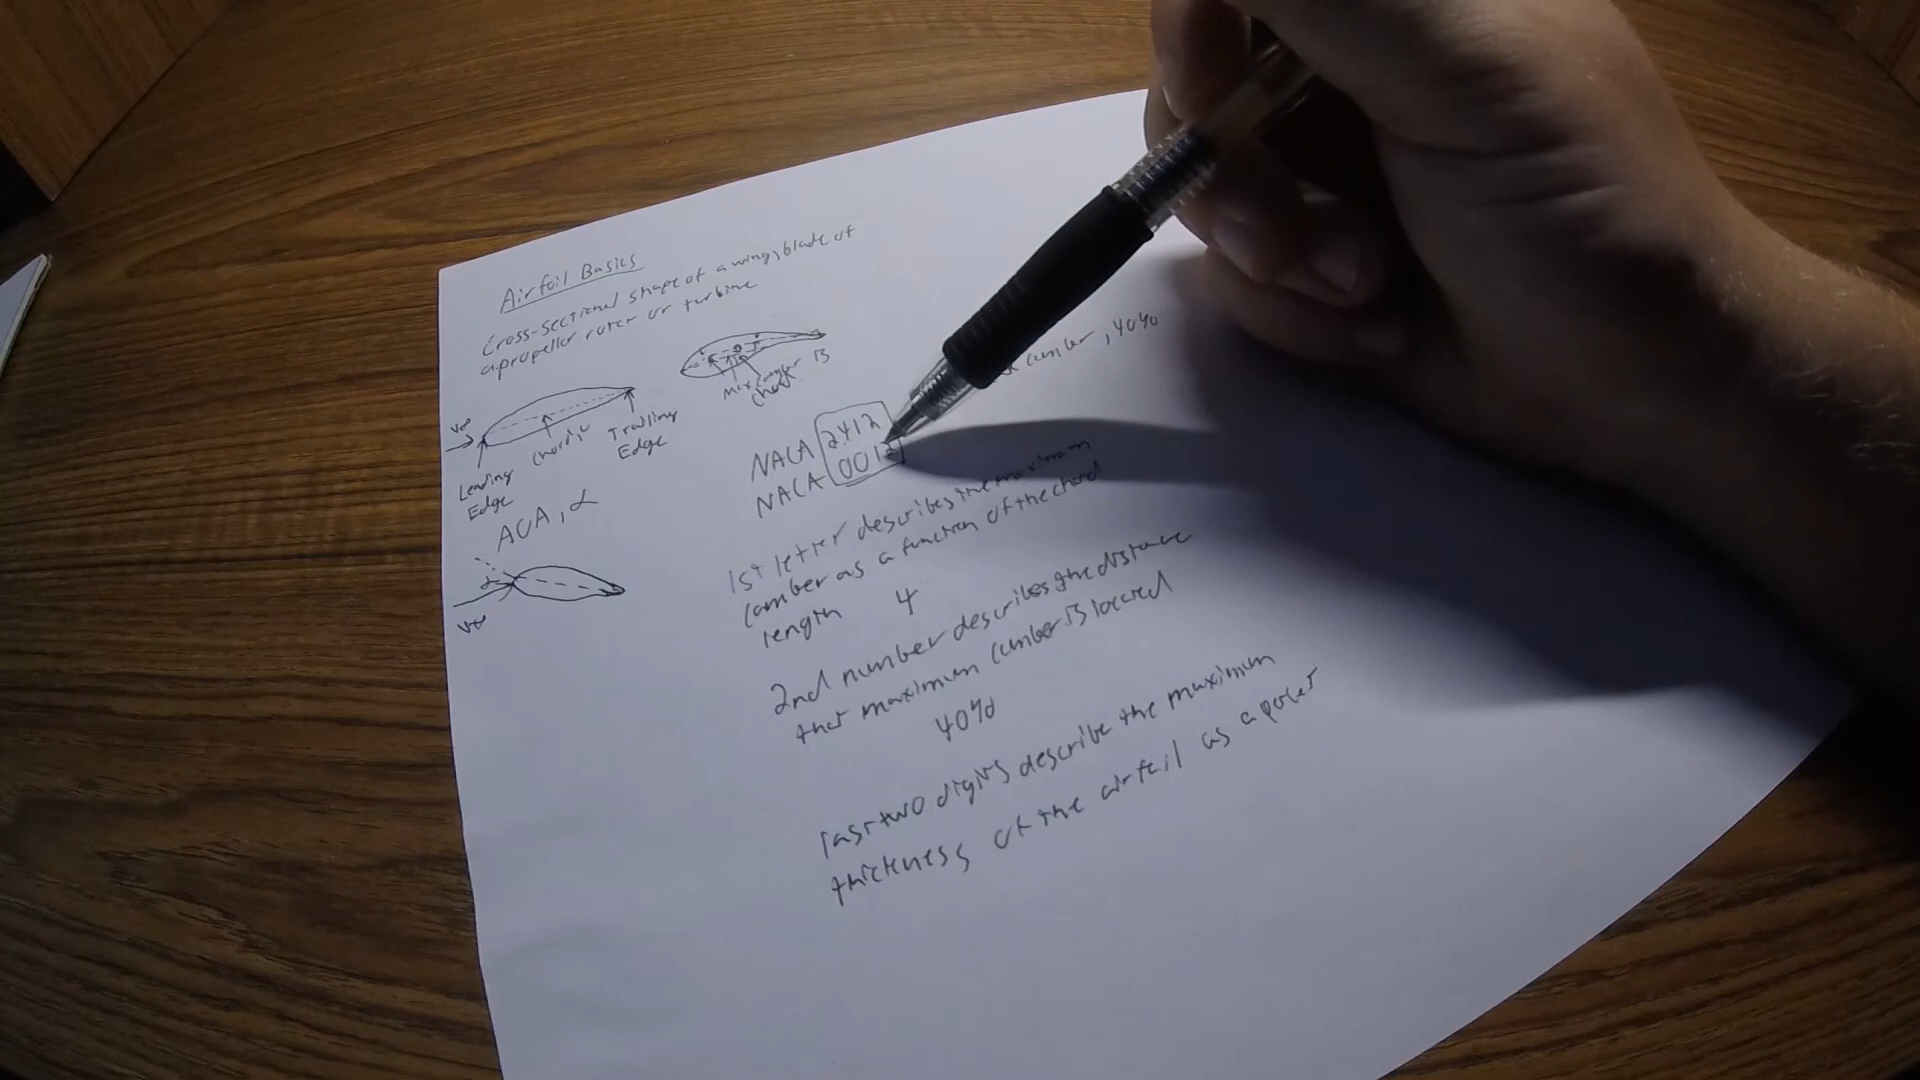 Airfoil Basics
Cross-sectional shape of a wing, blade of
a propeller rotor or turbine
V∞
Leading
Edge
chord, c
Trailing
Edge
max camber
chord
AOA, α
α
V∞
camber, 40%
NACA 2412
NACA 0012
1st letter describes the maximum
camber as a function of the chord
length 4
2nd number describes the distance
that maximum camber is located
40%
last two digits describe the maximum
thickness of the airfoil as a